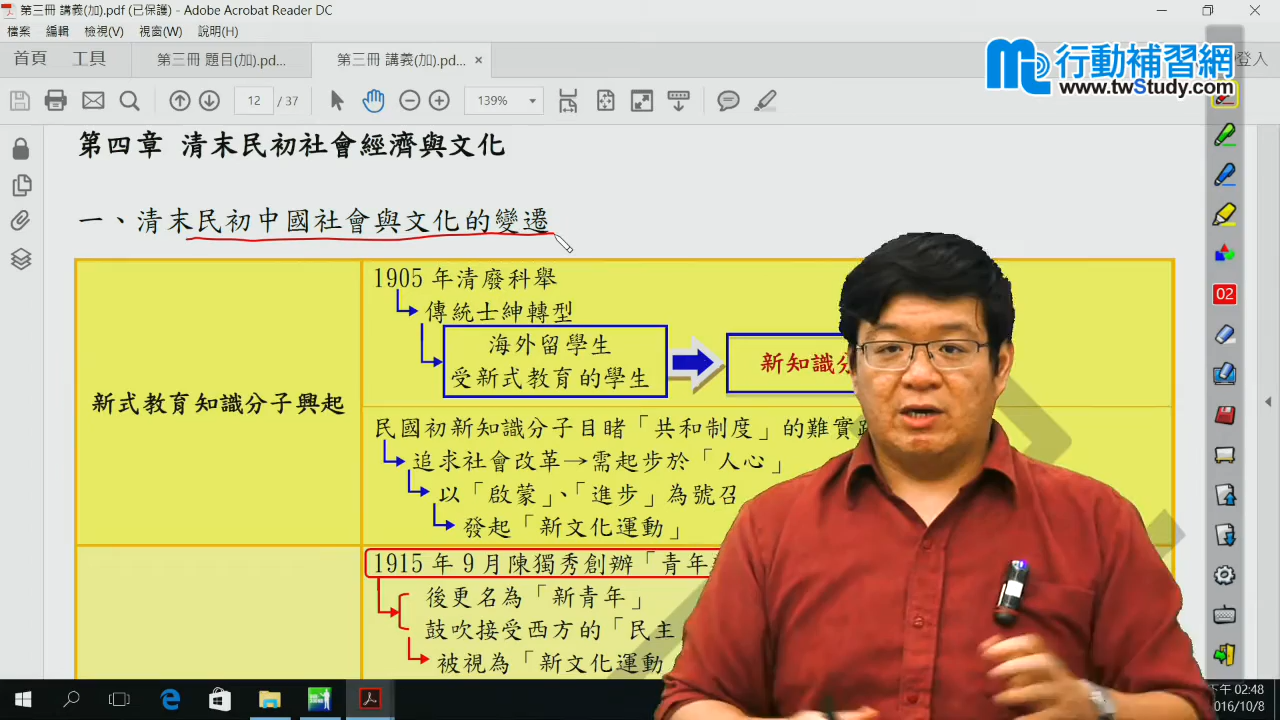 第三冊 講義(加).pdf (已保護) - Adobe Acrobat Reader DC
檔案 編輯 檢視(V) 視窗(W) 說明(H)
首頁 工具 第三冊 題目(加).pd... 第三冊 講義(加).pd... × 登入
行動補習網
www.twStudy.com
12 / 37 139%
第四章 清末民初社會經濟與文化
一、清末民初中國社會與文化的變遷
新式教育知識分子興起
1905 年清廢科舉
傳統士紳轉型
海外留學生
受新式教育的學生
新知識分
民國初新知識分子目睹「共和制度」的難實踐
追求社會改革→需起步於「人心」
以「啟蒙」、「進步」為號召
發起「新文化運動」
1915 年 9 月陳獨秀創辦「青年
後更名為「新青年」
鼓吹接受西方的「民主
被視為「新文化運動
02
下午 02:48
016/10/8